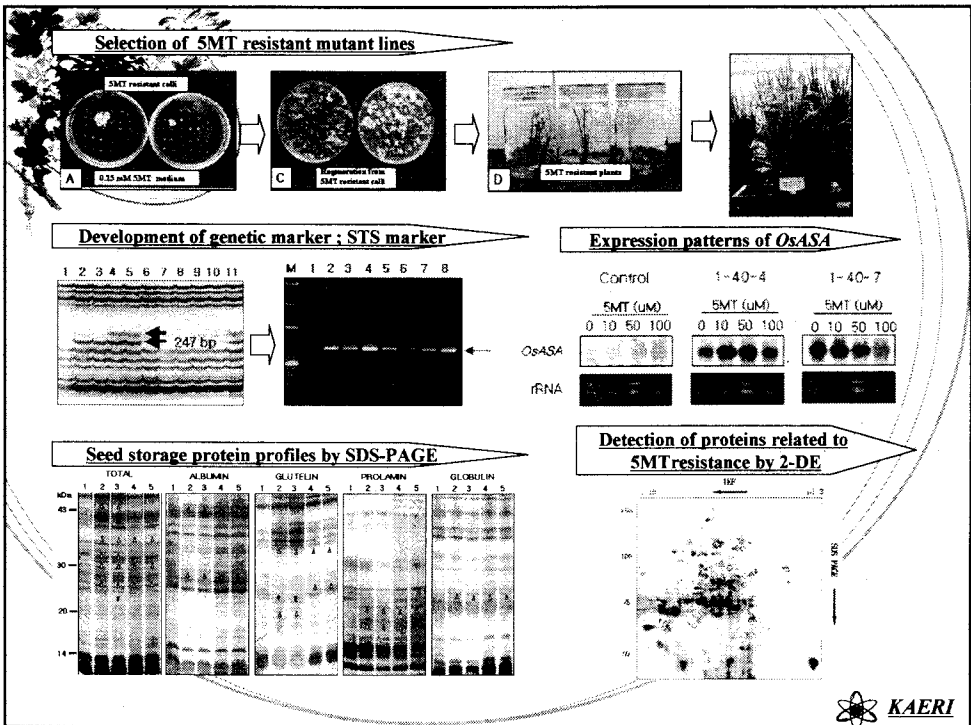 Selection of 5MT resistant mutant lines
5MT resistant calli
A
0.15 mM 5MT medium
C
Regeneration from
5MT resistant calli
D
5MT resistant plants
Development of genetic marker ; STS marker
1 2 3 4 5 6 7 8 9 10 11
247 bp
M 1 2 3 4 5 6 7 8
Expression patterns of OsASA
Control
1-40-4
1-40-7
5MT (uM)
5MT (uM)
5MT (uM)
0 10 50 100
0 10 50 100
0 10 50 100
OsASA
rRNA
Seed storage protein profiles by SDS-PAGE
TOTAL
ALBUMIN
GLUTELIN
PROLAMIN
GLOBULIN
1 2 3 4 5
1 2 3 4 5
1 2 3 4 5
1 2 3 4 5
1 2 3 4 5
kDa
43
30
20
14
Detection of proteins related to
5MT resistance by 2-DE
IEF
SDS PAGE
KAERI